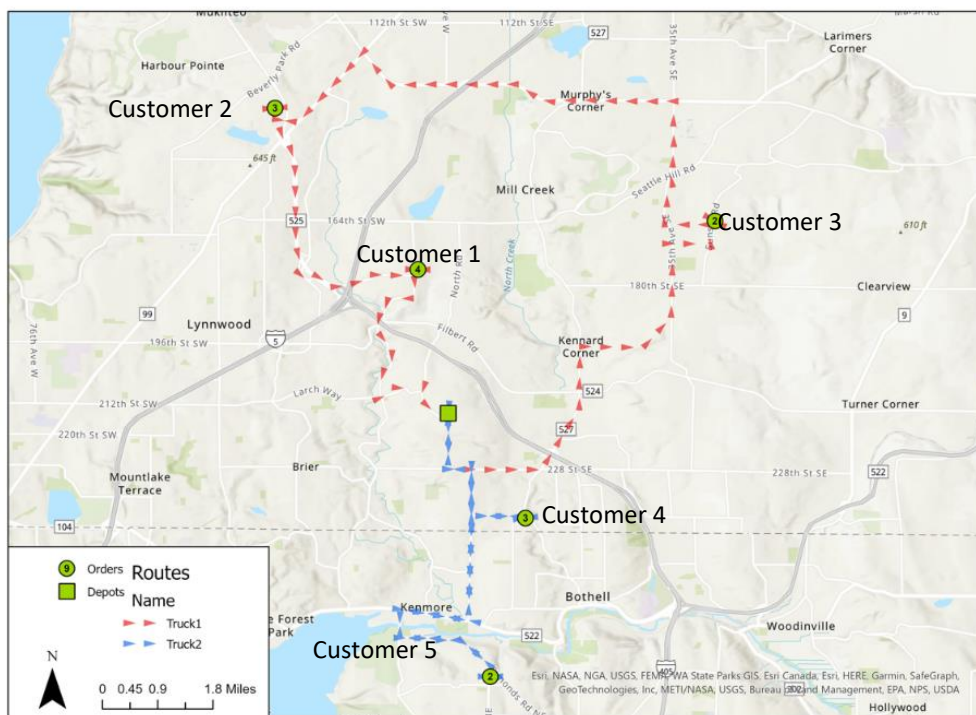 Mukilteo
112th St SW
112th St SE
Ave W
35th Ave SE
527
Larimers
Corner
Harbour Pointe
Beverly Park Rd
Murphy's
Corner
Customer 2
3
645 ft
Seattle Hill Rd
Mill Creek
525
164th St SW
2
Customer 3
610 ft
Customer 1
4
North Rd
North Creek
180th St SE
Clearview
9
99
Lynnwood
5
Filbert Rd
76th Ave W
196th St SW
Kennard
Corner
524
Larch Way
212th St SW
Turner Corner
220th St SW
527
Brier
228 St SE
228th St SE
522
Mountlake
Terrace
104
3
Customer 4
9 Orders
Depots
Routes
Name
Truck1
Truck2
N
0 0.45 0.9 1.8 Miles
e Forest
Park
Kenmore
Bothell
522
Woodinville
Customer 5
2
405
202
Hollywood
Esri, NASA, NGA, USGS, FEMA, WA State Parks GIS, Esri Canada, Esri, HERE, Garmin, SafeGraph,
GeoTechnologies, Inc, METI/NASA, USGS, Bureau of Land Management, EPA, NPS, USDA